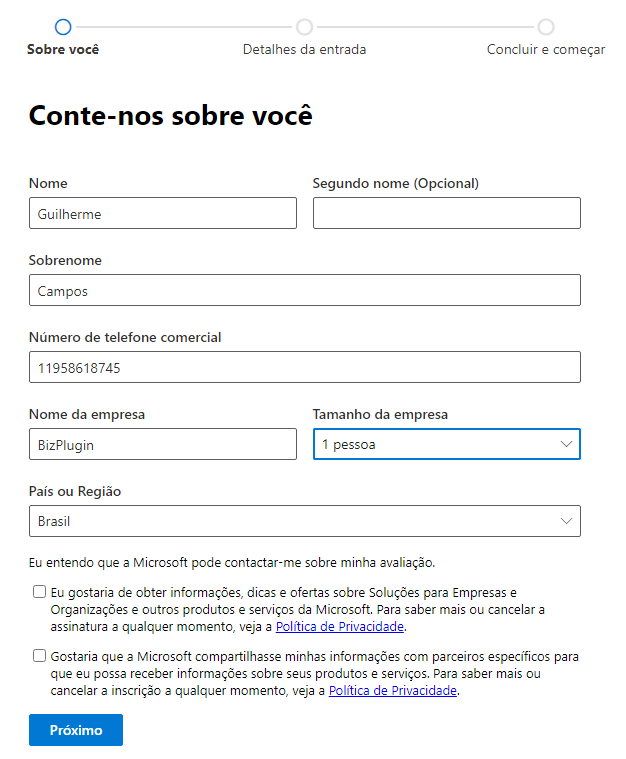 Sobre você
Detalhes da entrada
Concluir e começar
Conte-nos sobre você
Nome
Segundo nome (Opcional)
Guilherme
Sobrenome
Campos
Número de telefone comercial
11958618745
Nome da empresa
Tamanho da empresa
BizPlugin
1 pessoa
País ou Região
Brasil
Eu entendo que a Microsoft pode contactar-me sobre minha avaliação.
Eu gostaria de obter informações, dicas e ofertas sobre Soluções para Empresas e
Organizações e outros produtos e serviços da Microsoft. Para saber mais ou cancelar a
assinatura a qualquer momento, veja a Política de Privacidade.
Gostaria que a Microsoft compartilhasse minhas informações com parceiros específicos para
que eu possa receber informações sobre seus produtos e serviços. Para saber mais ou
cancelar a inscrição a qualquer momento, veja a Política de Privacidade.
Próximo